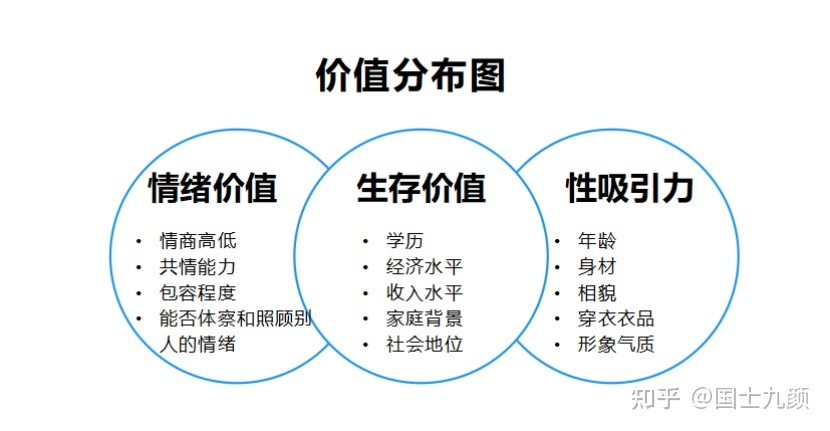 价值分布图
情绪价值
• 情商高低
• 共情能力
• 包容程度
• 能否体察和照顾别
人的情绪
生存价值
• 学历
• 经济水平
• 收入水平
• 家庭背景
• 社会地位
性吸引力
• 年龄
• 身材
• 相貌
• 穿衣衣品
• 形象气质
知乎 @国士九颜